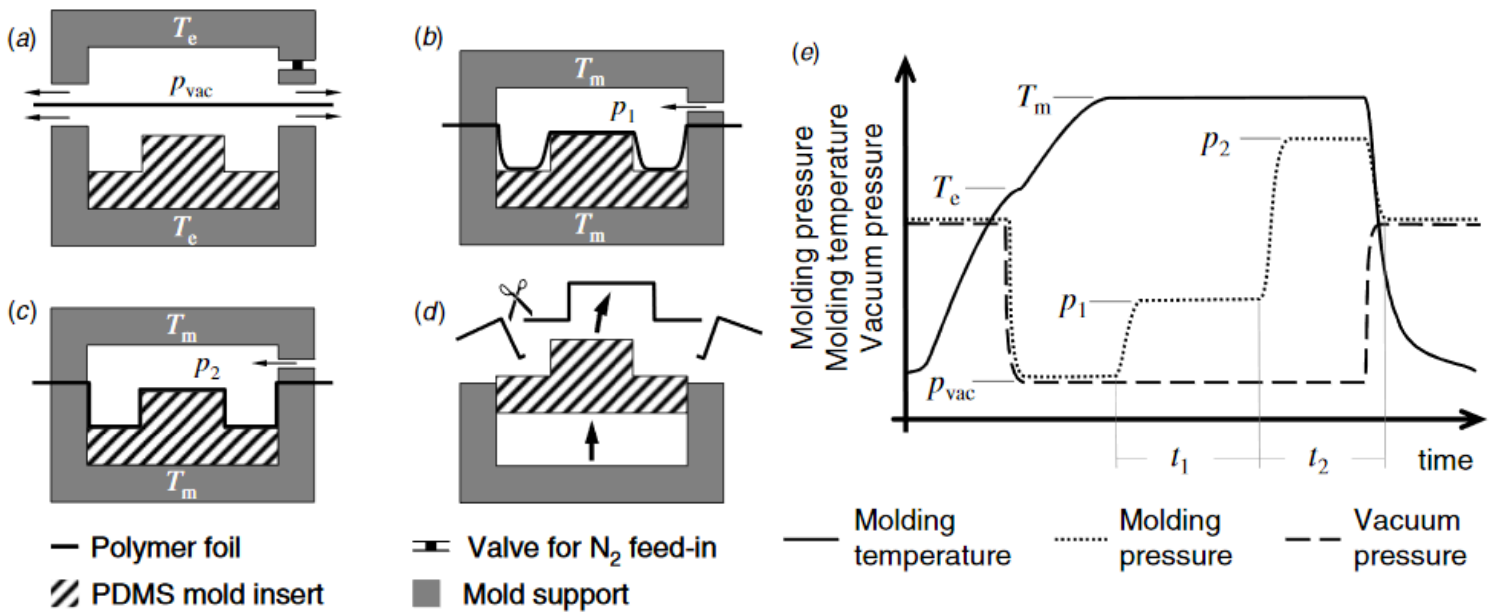 (a)
Te
pvac
Te
(b)
Tm
p1
Tm
(c)
Tm
p2
Tm
(d)
Polymer foil
Valve for N2 feed-in
PDMS mold insert
Mold support
(e)
Molding pressure
Molding temperature
Vacuum pressure
Tm
p2
Te
p1
pvac
t1
t2
time
Molding
temperature
Molding
pressure
Vacuum
pressure